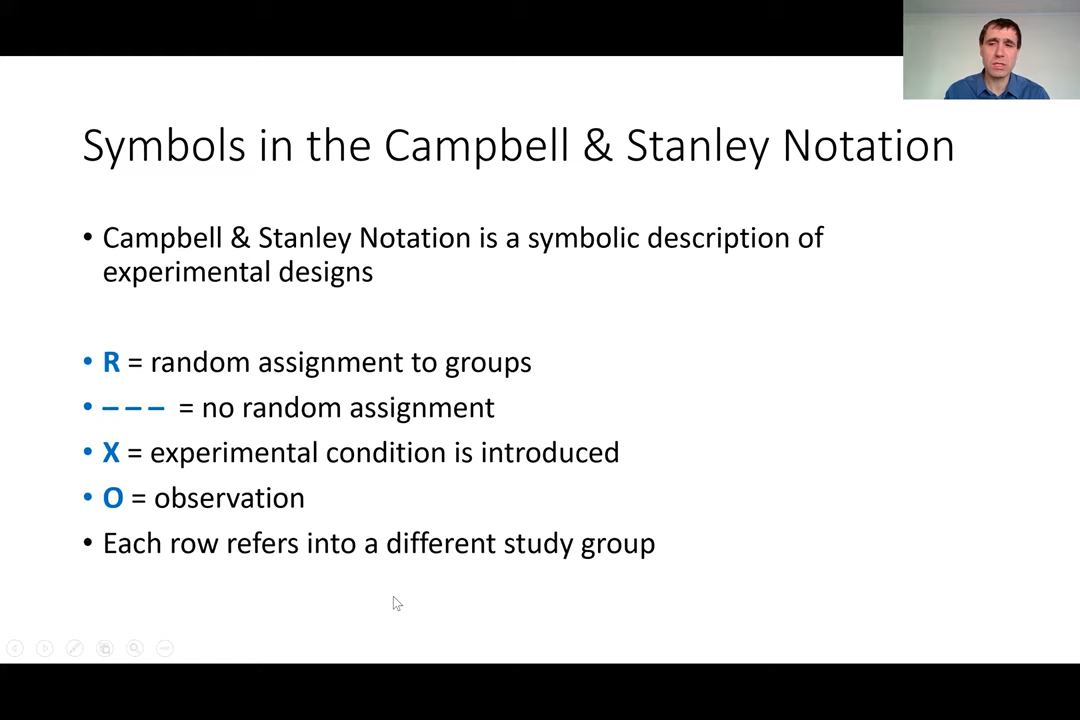 Symbols in the Campbell & Stanley Notation
• Campbell & Stanley Notation is a symbolic description of
experimental designs
• R = random assignment to groups
• – – – = no random assignment
• X = experimental condition is introduced
• O = observation
• Each row refers into a different study group